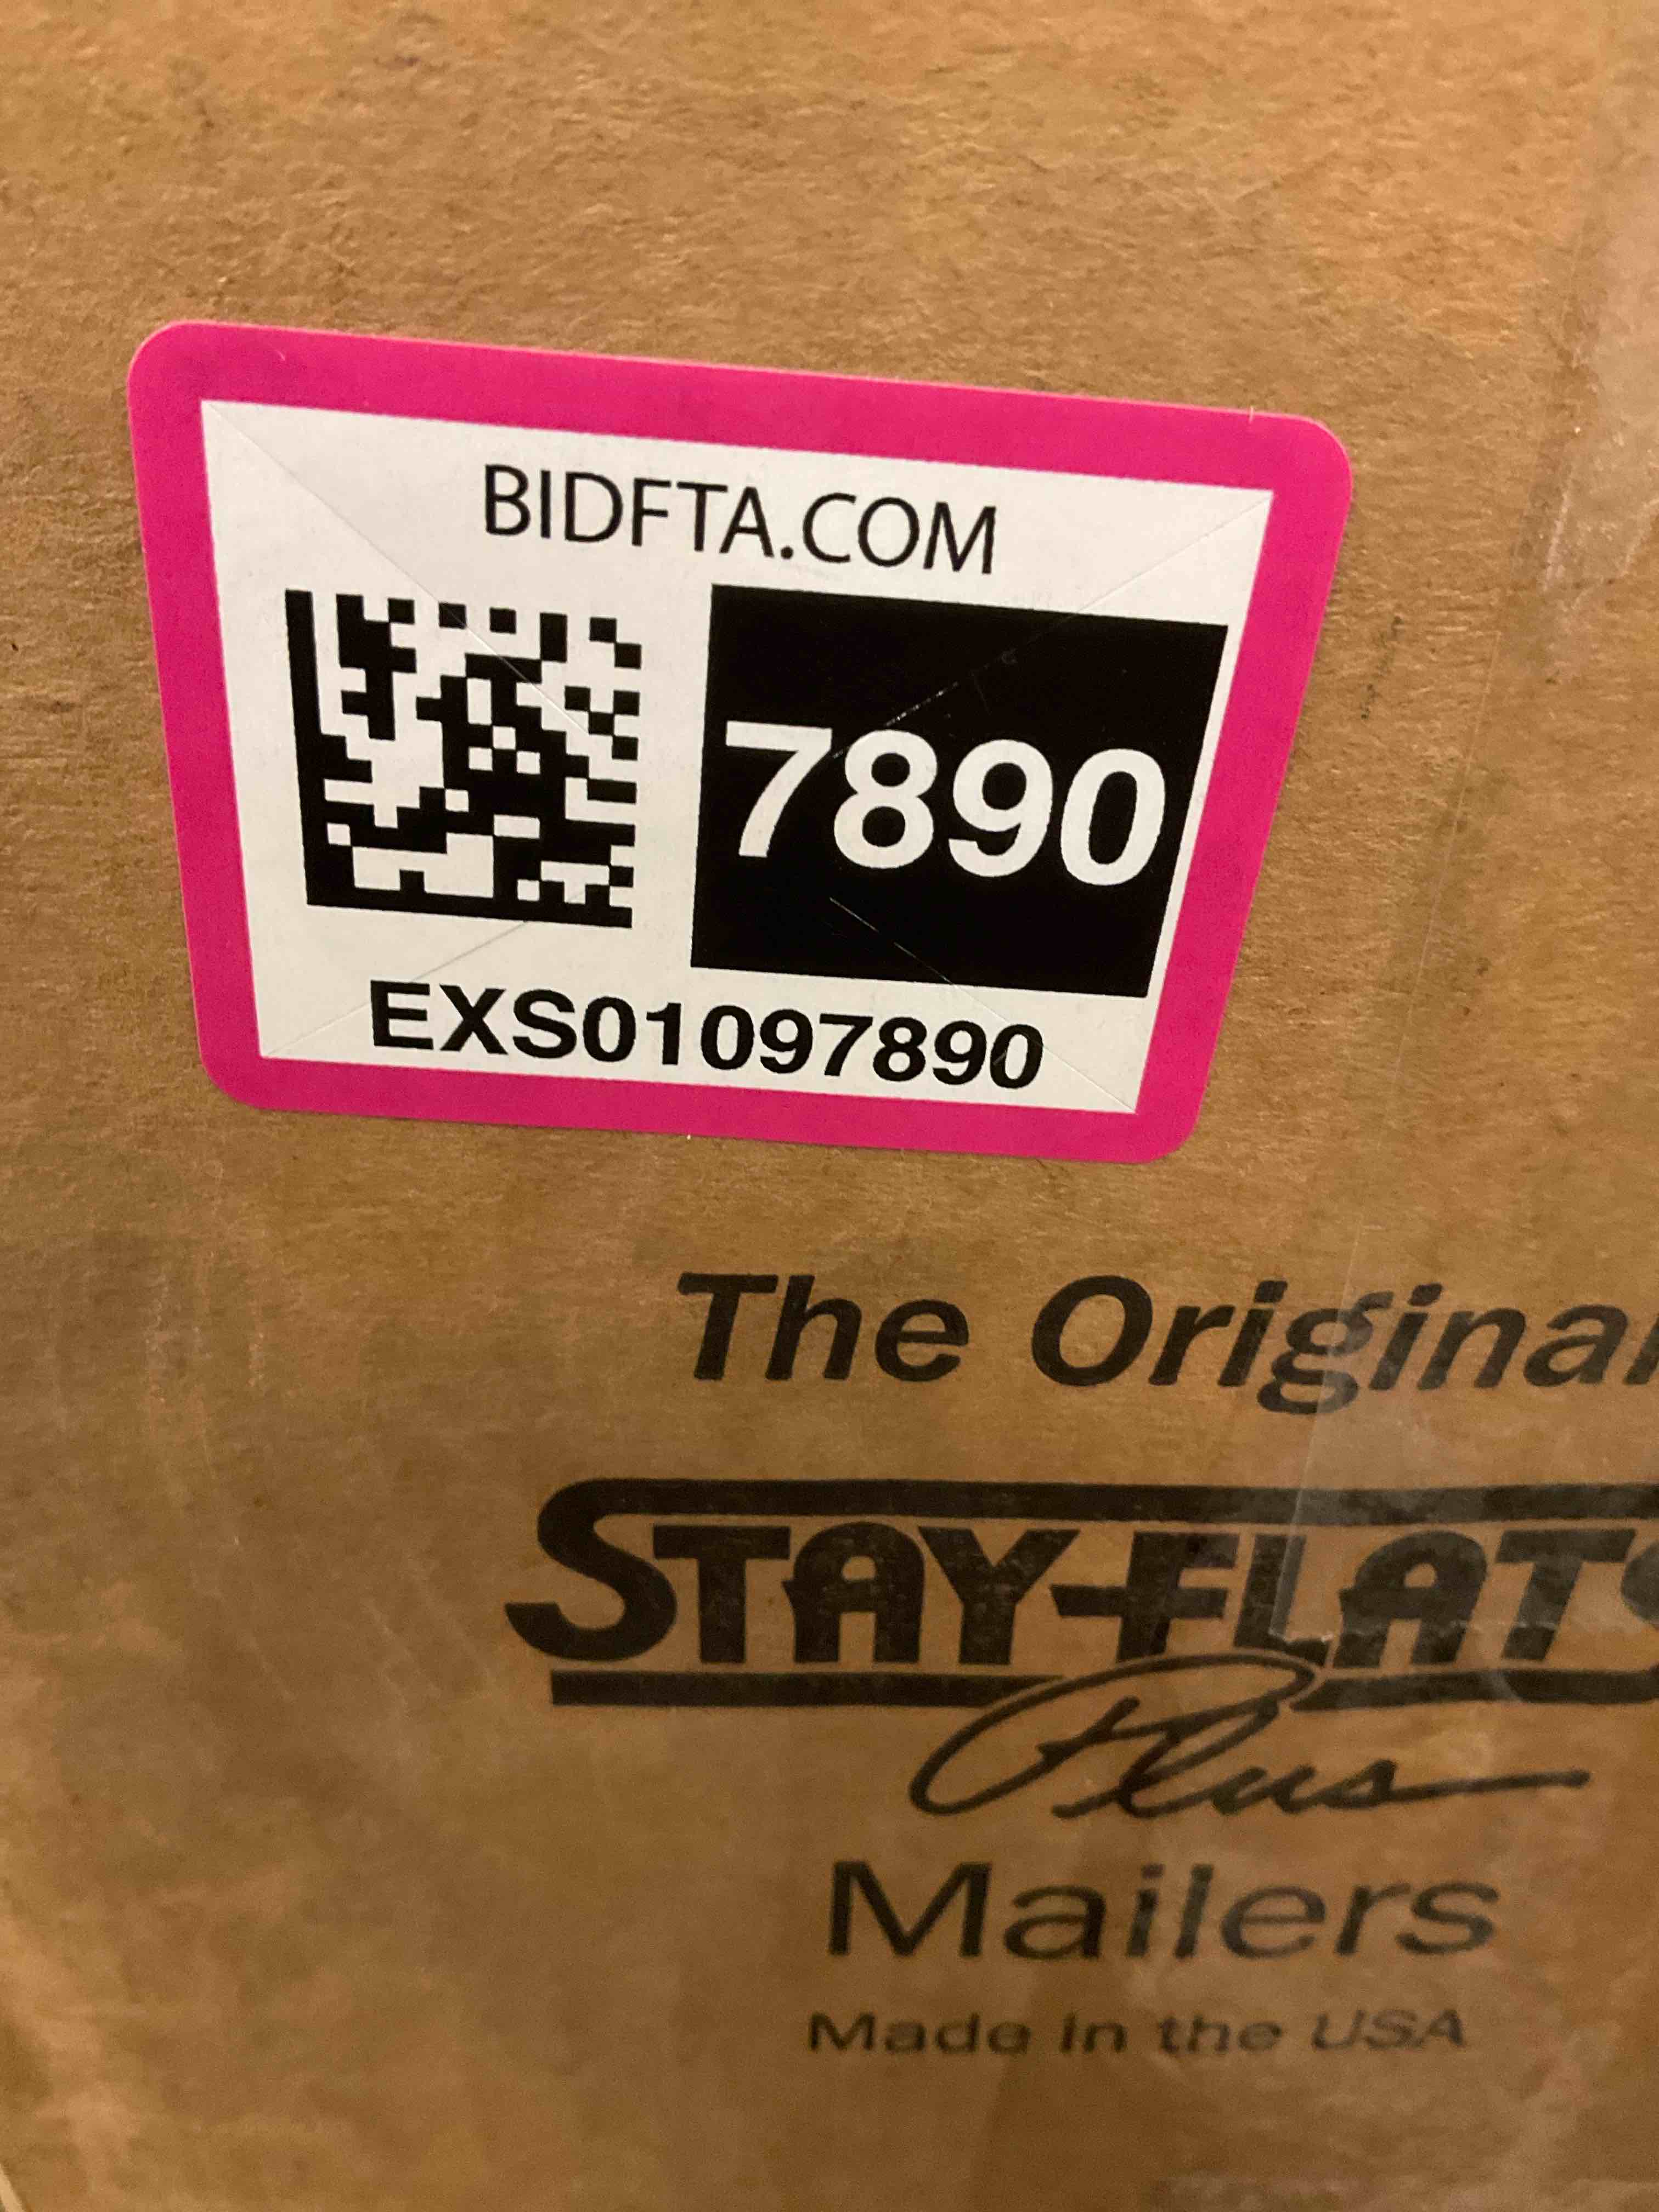 BIDFTA.COM
7890
EXS01097890
The Original
STAY-FLATS
Plus
Mailers
Made in the USA